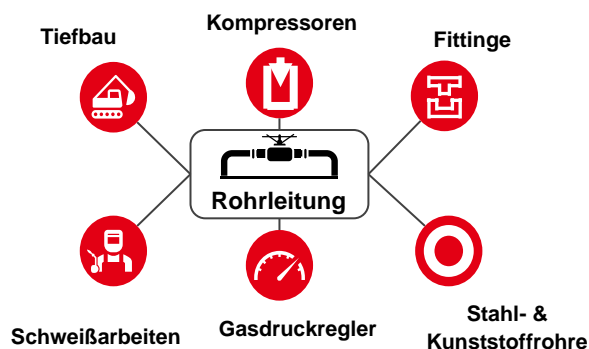 Tiefbau
Kompressoren
Fittinge
Rohrleitung
Schweißarbeiten
Gasdruckregler
Stahl- &
Kunststoffrohre